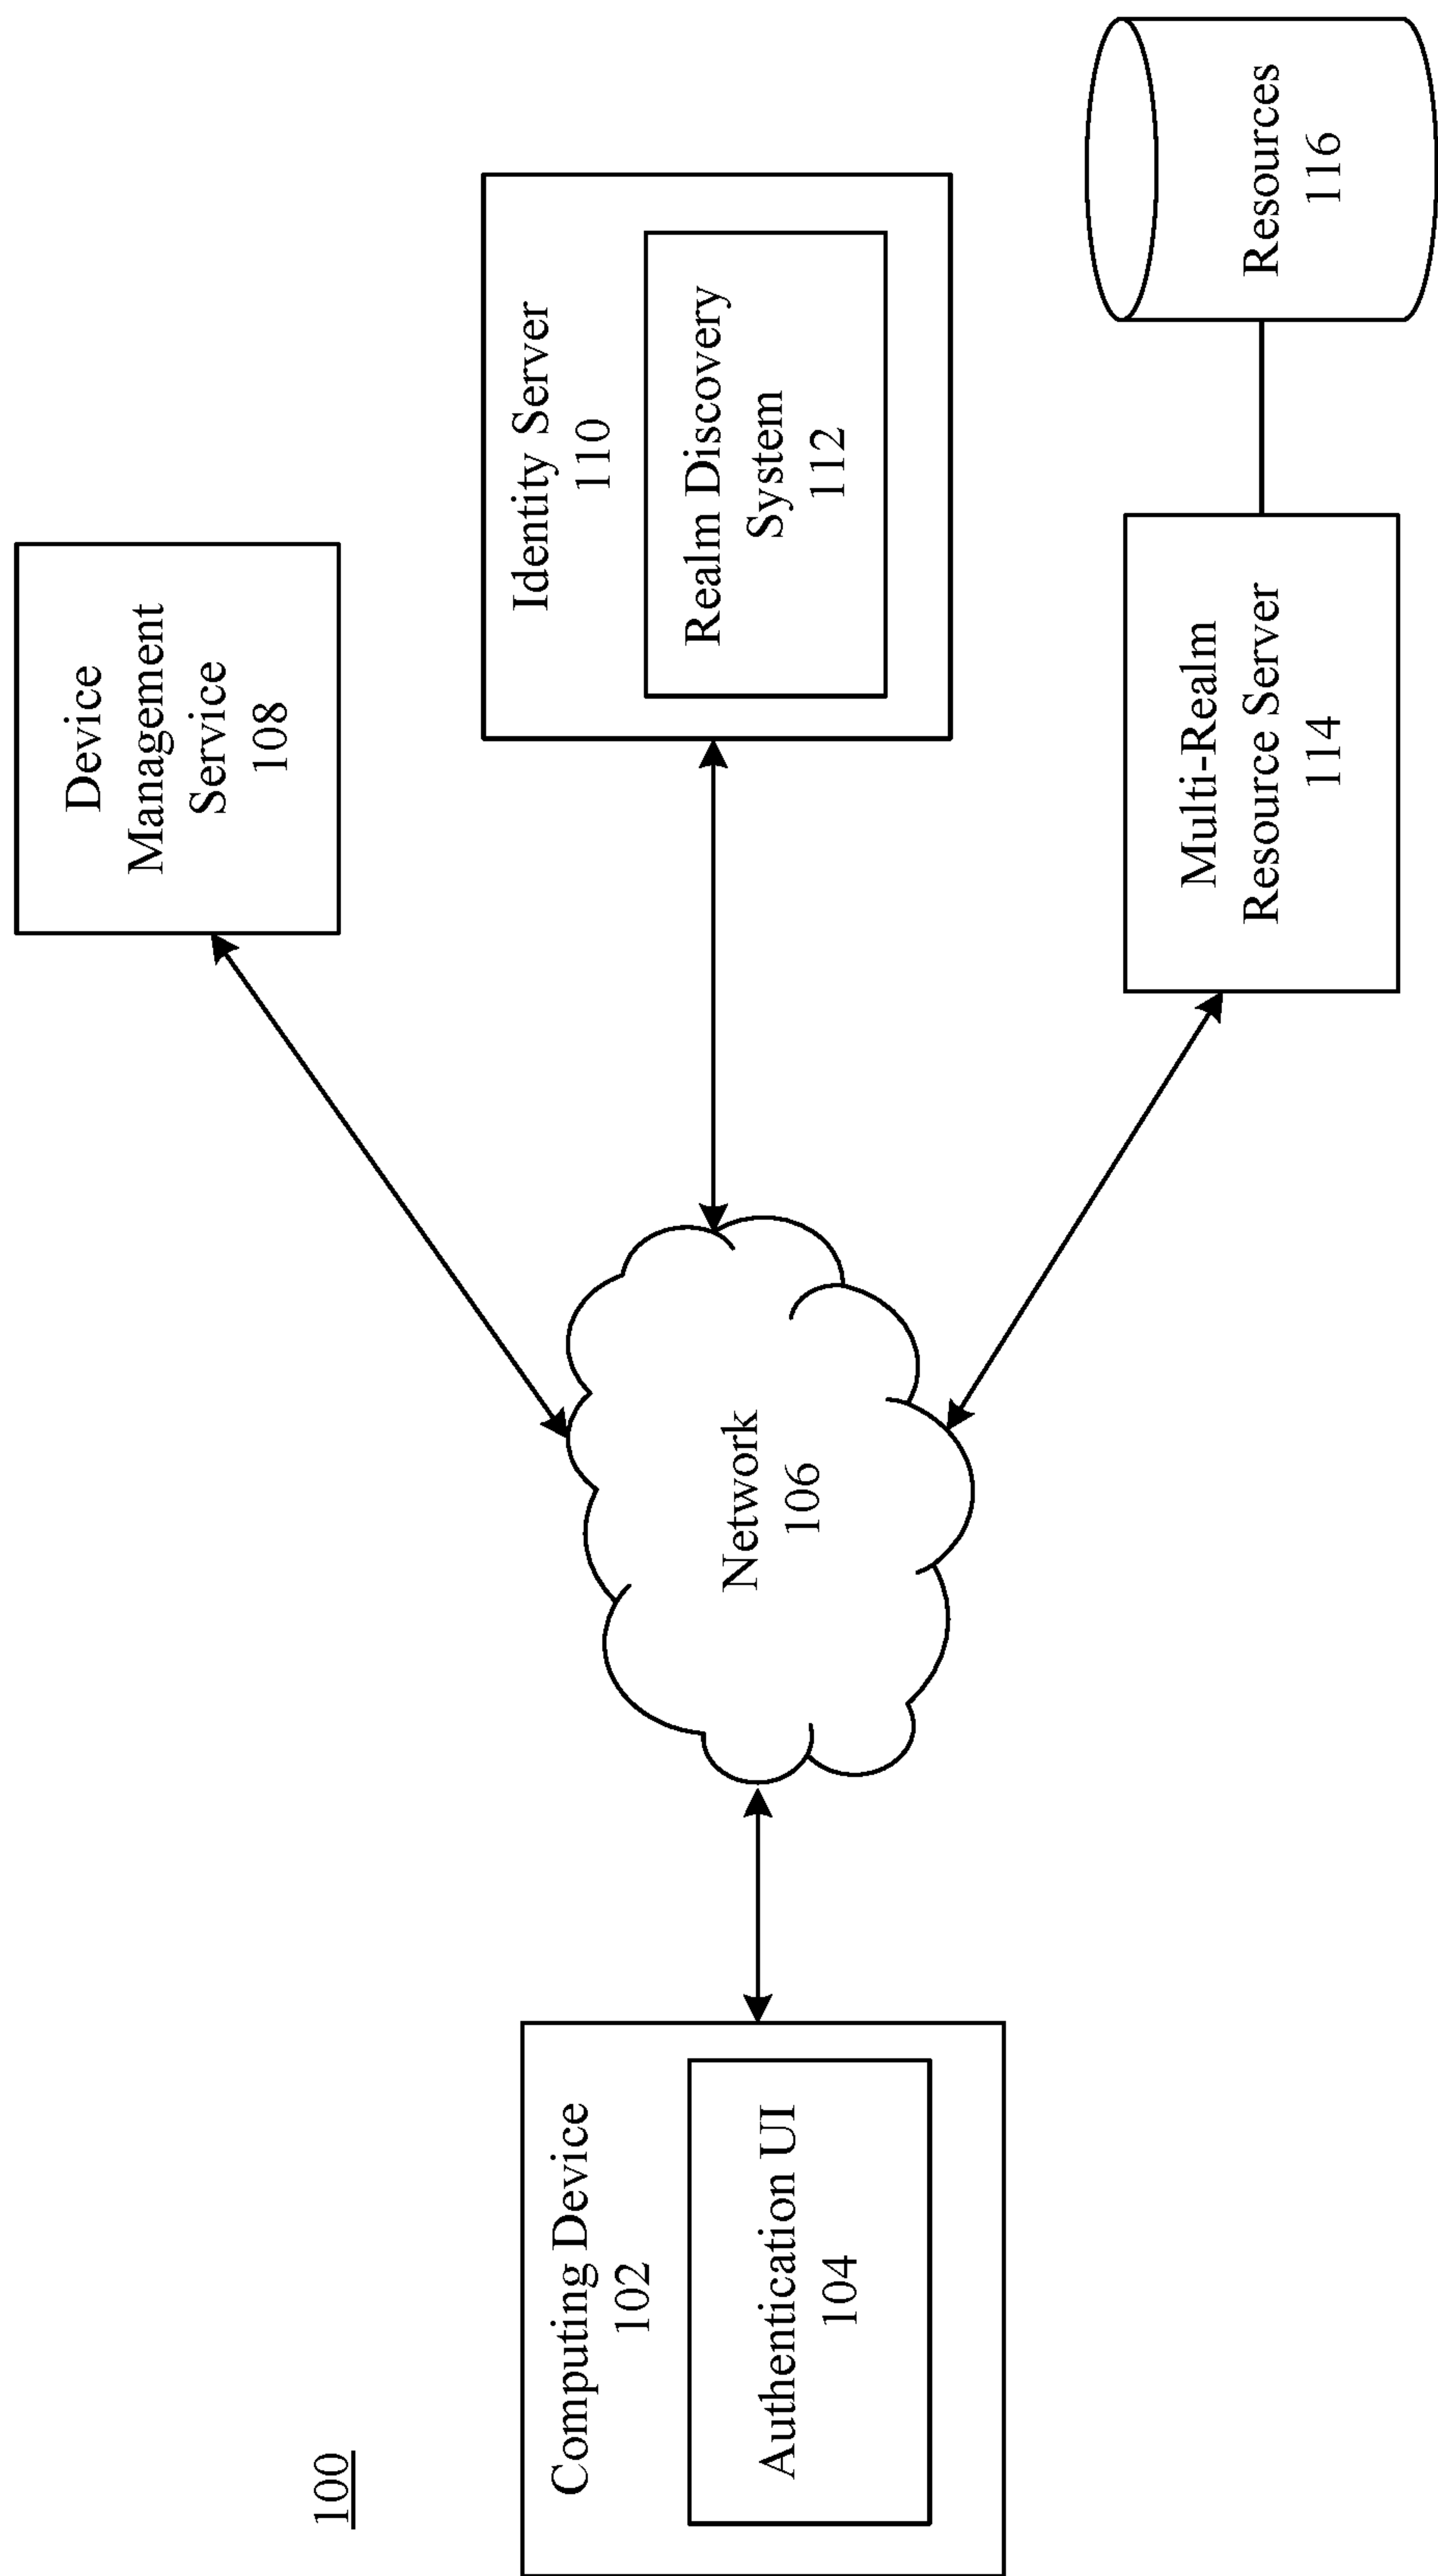 100
Computing Device
102
Authentication UI
104
Network
106
Device
Management
Service
108
Identity Server
110
Realm Discovery
System
112
Multi-Realm
Resource Server
114
Resources
116